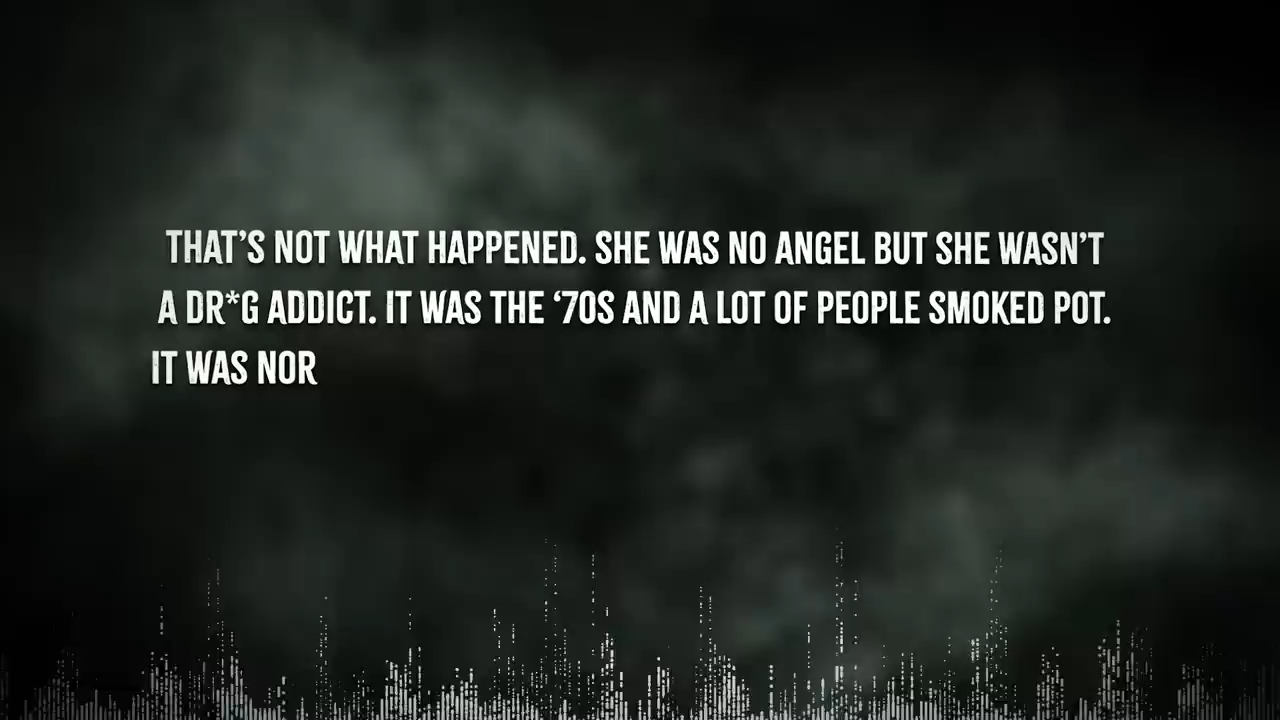 THAT’S NOT WHAT HAPPENED. SHE WAS NO ANGEL BUT SHE WASN’T
A DR*G ADDICT. IT WAS THE ‘70S AND A LOT OF PEOPLE SMOKED POT.
IT WAS NOR